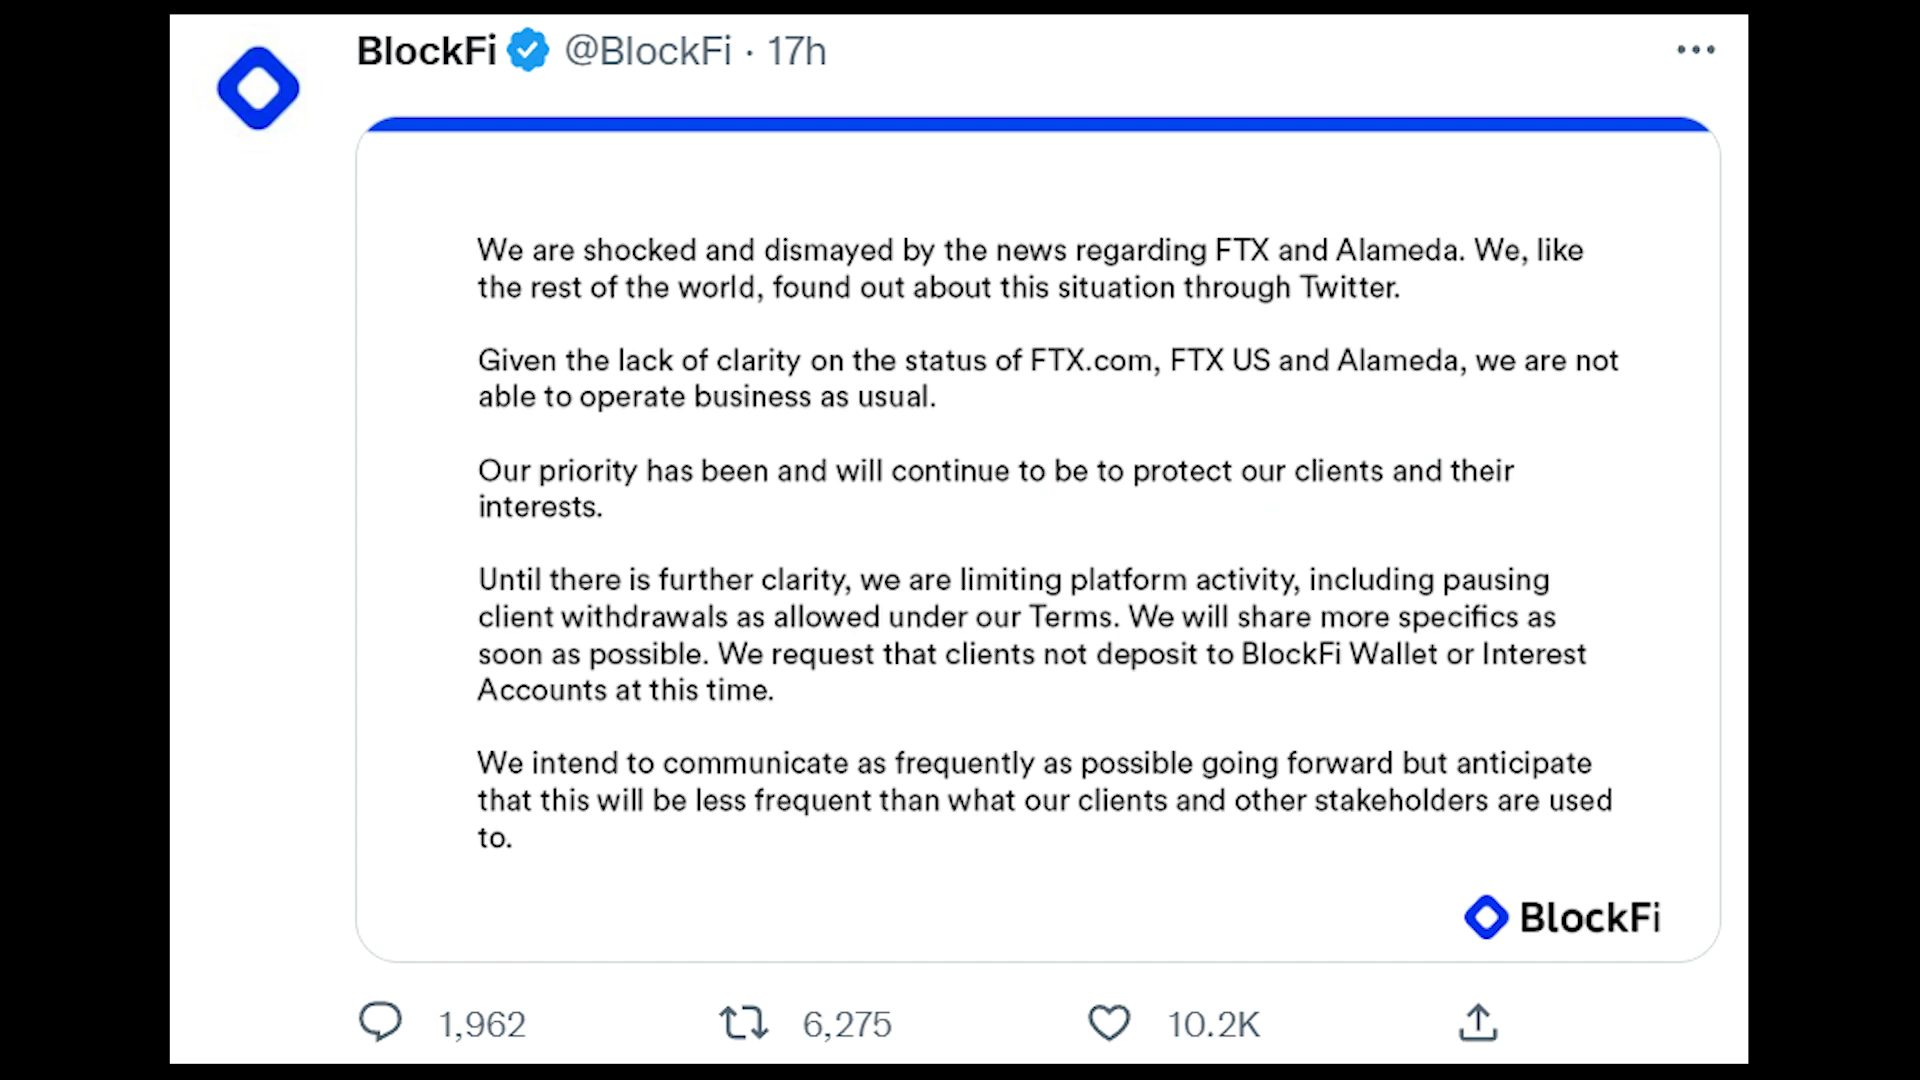 BlockFi @BlockFi · 17h
We are shocked and dismayed by the news regarding FTX and Alameda. We, like
the rest of the world, found out about this situation through Twitter.
Given the lack of clarity on the status of FTX.com, FTX US and Alameda, we are not
able to operate business as usual.
Our priority has been and will continue to be to protect our clients and their
interests.
Until there is further clarity, we are limiting platform activity, including pausing
client withdrawals as allowed under our Terms. We will share more specifics as
soon as possible. We request that clients not deposit to BlockFi Wallet or Interest
Accounts at this time.
We intend to communicate as frequently as possible going forward but anticipate
that this will be less frequent than what our clients and other stakeholders are used
to.
BlockFi
1,962 6,275 10.2K